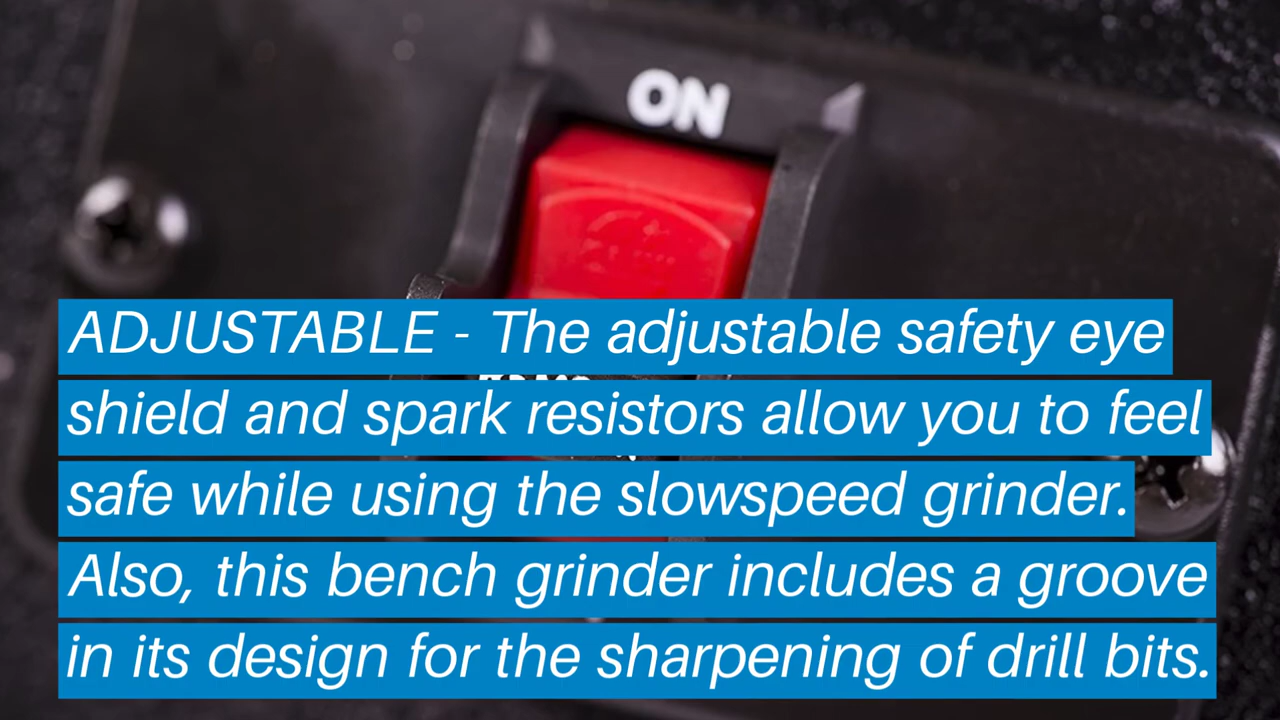 ON
ADJUSTABLE - The adjustable safety eye
shield and spark resistors allow you to feel
safe while using the slowspeed grinder.
Also, this bench grinder includes a groove
in its design for the sharpening of drill bits.